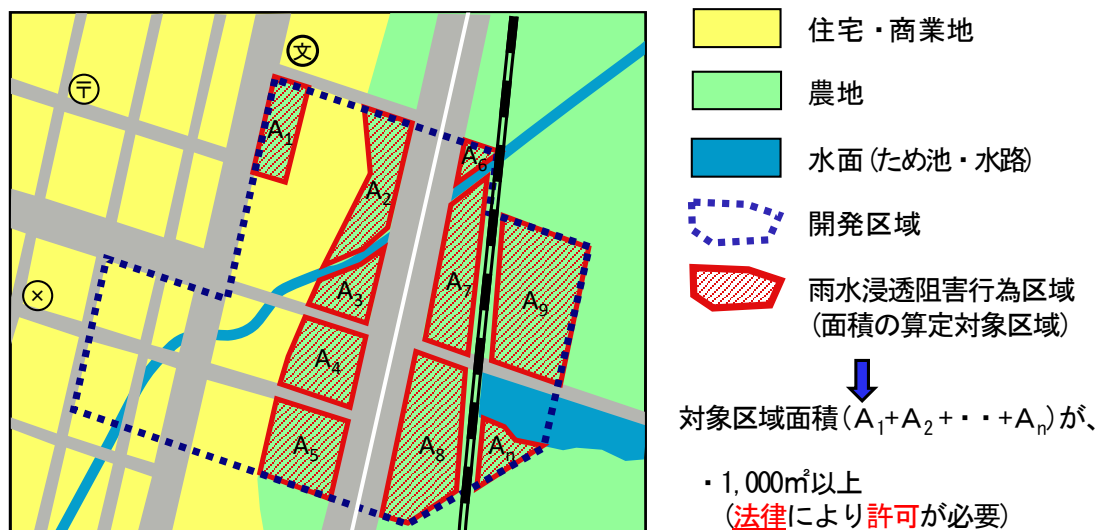 文
〒
×
A1
A2
A3
A4
A5
A6
A7
A8
A9
An
住宅・商業地
農地
水面(ため池・水路)
開発区域
雨水浸透阻害行為区域
(面積の算定対象区域)
対象区域面積(A1+A2+・・+An)が、
・1,000㎡以上
(法律により許可が必要)